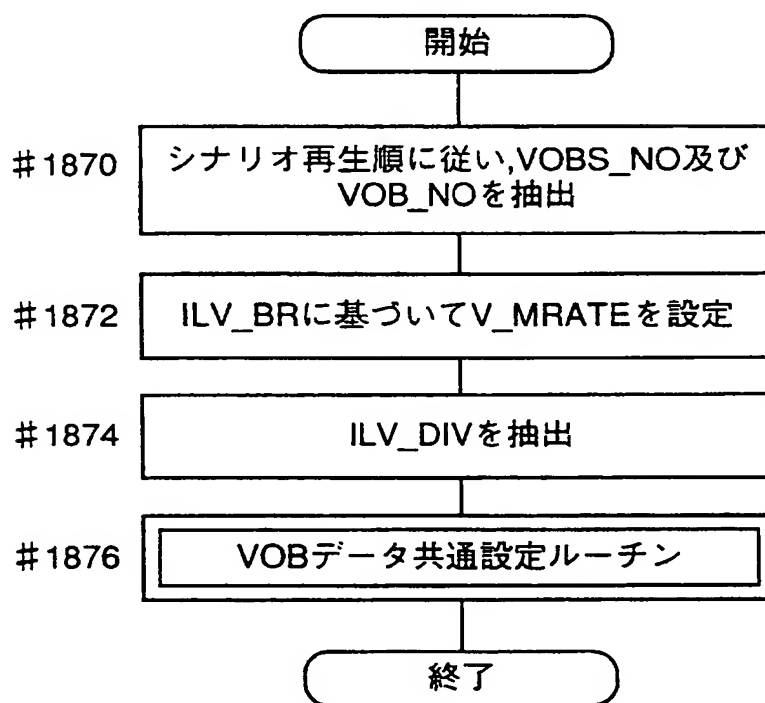 開始
#1870
シナリオ再生順に従い,VOBS_NO及び
VOB_NOを抽出
#1872
ILV_BRに基づいてV_MRATEを設定
#1874
ILV_DIVを抽出
#1876
VOBデータ共通設定ルーチン
終了